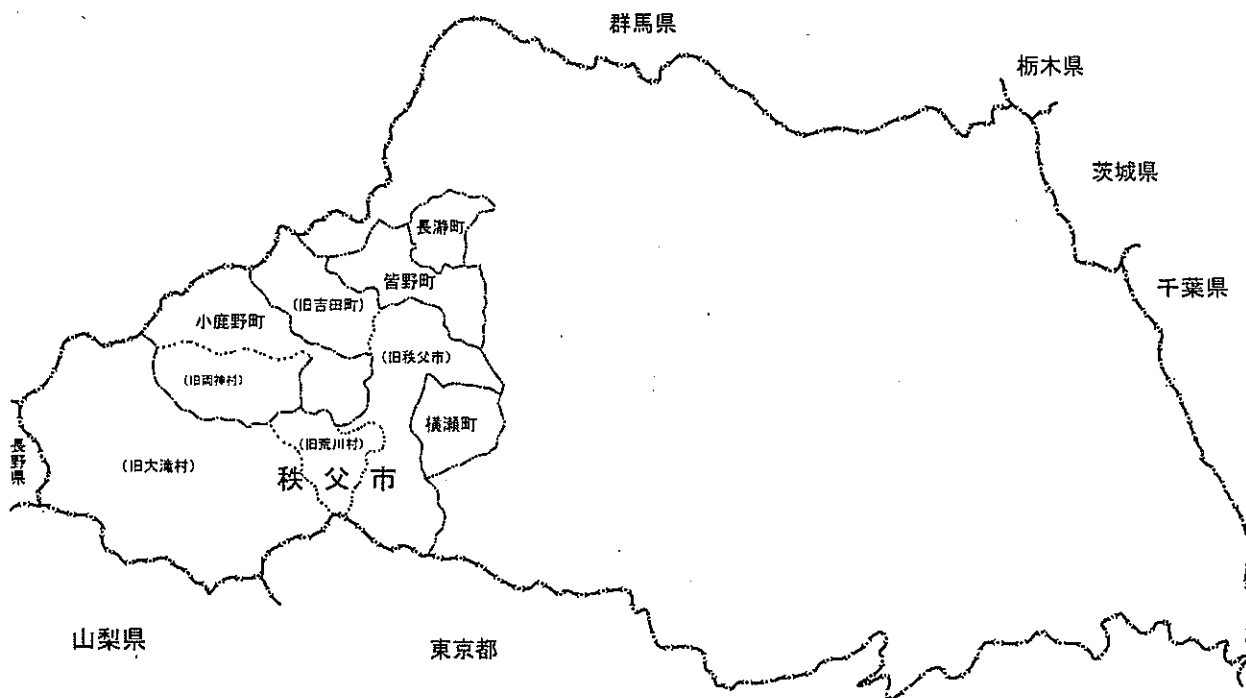 群馬県
栃木県
茨城県
長瀞町
皆野町
千葉県
(旧吉田町)
小鹿野町
(旧秩父市)
(旧両神村)
横瀬町
(旧荒川村)
長野県
(旧大滝村)
秩父市
山梨県
東京都